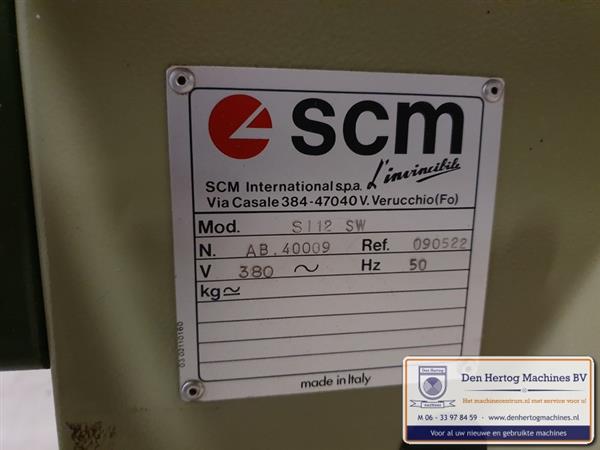 scm
L'invincibile
SCM International s.p.a.
Via Casale 384-47040 V. Verucchio (Fo)
Mod. SI12 SW
N. AB.40009 Ref. 090522
V 380 ~ Hz 50
kg≃
made in Italy
Den Hertog Machines BV
Het machinecentrum.nl met service voor u!
M 06 - 33 97 84 59 - www.denhertogmachines.nl
Voor al uw nieuwe en gebruikte machines